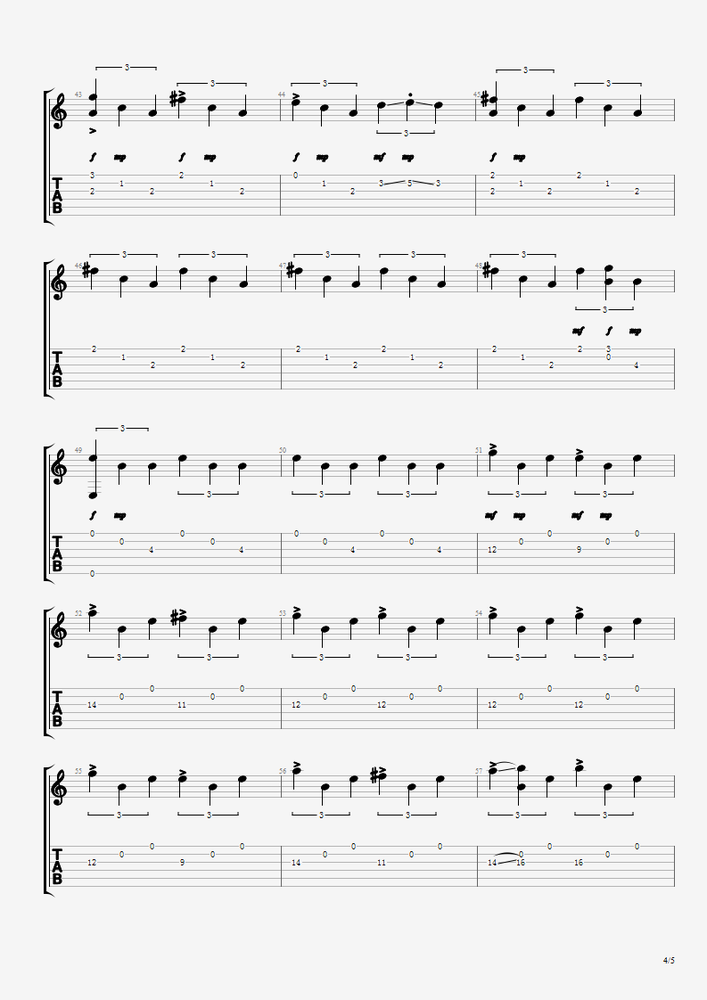 3 3
3 3 3
43 44 45
3
f mp f mp f mp mf mp f mp
TAB
3 2 0 2 2
1 1 1 3 5 3 1 1
2 2 2 2 2 2 2
3 3 3 3 3
46 47 48
3
mf f mp
TAB
2 2 2 2 2 2 3
1 1 1 1 1 0
2 2 2 2 2 4
3
49 50 51
3 3 3 3 3
f mp mf mp mf mp
TAB
0 0 0 0 0 0
0 0 0 0 0 0
4 4 4 4 12 9
0
52 53 54
3 3 3 3 3 3
TAB
0 0 0 0 0 0
0 0 0 0 0 0
14 11 12 12 12 12
55 56 57
3 3 3 3 3 3
TAB
0 0 0 0 0 0
0 0 0 0 0 0
12 9 14 11 14 16 16
4/5